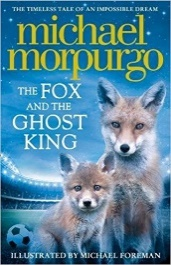 THE TIMELESS TALE OF AN IMPOSSIBLE DREAM
michael
morpurgo
THE FOX
AND THE
GHOST
KING
ILLUSTRATED BY MICHAEL FOREMAN